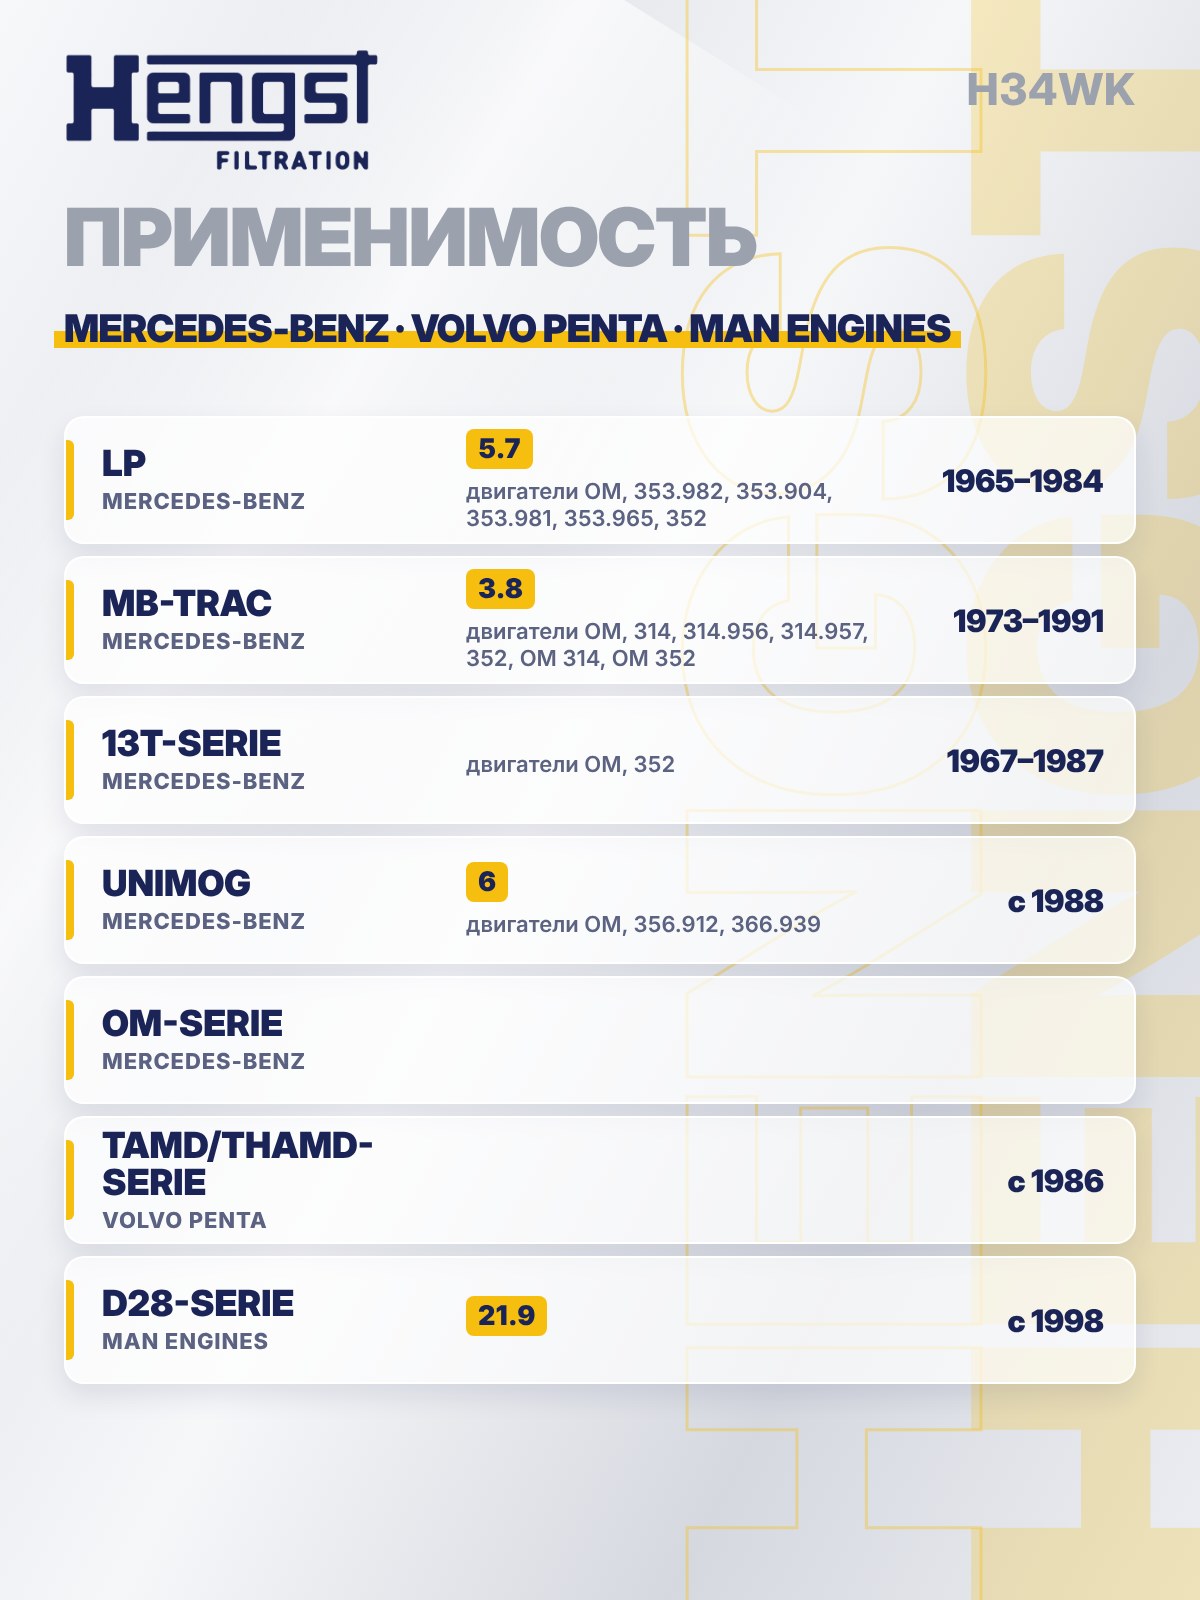 Hengst
FILTRATION
H34WK
ПРИМЕНИМОСТЬ
MERCEDES-BENZ · VOLVO PENTA · MAN ENGINES
LP
MERCEDES-BENZ
5.7
двигатели OM, 353.982, 353.904,
353.981, 353.965, 352
1965–1984
MB-TRAC
MERCEDES-BENZ
3.8
двигатели OM, 314, 314.956, 314.957,
352, OM 314, OM 352
1973–1991
13T-SERIE
MERCEDES-BENZ
двигатели OM, 352
1967–1987
UNIMOG
MERCEDES-BENZ
6
двигатели OM, 356.912, 366.939
с 1988
OM-SERIE
MERCEDES-BENZ
TAMD/THAMD-
SERIE
VOLVO PENTA
с 1986
D28-SERIE
MAN ENGINES
21.9
с 1998
HENGST
HENGST